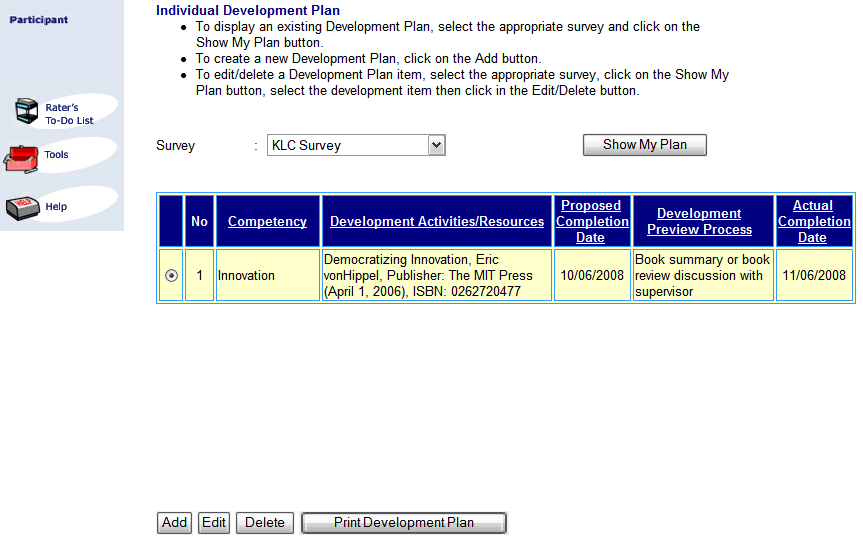 Participant
Rater's
To-Do List
Tools
HELP
Help
Individual Development Plan
To display an existing Development Plan, select the appropriate survey and click on the
Show My Plan button.
To create a new Development Plan, click on the Add button.
To edit/delete a Development Plan item, select the appropriate survey, click on the Show My
Plan button, select the development item then click in the Edit/Delete button.
Survey : KLC Survey Show My Plan
No Competency Development Activities/Resources
Proposed
Completion
Date
Development
Preview Process
Actual
Completion
Date
1 Innovation
Democratizing Innovation, Eric
vonHippel, Publisher: The MIT Press
(April 1, 2006), ISBN: 0262720477
10/06/2008
Book summary or book
review discussion with
supervisor
11/06/2008
Add Edit Delete Print Development Plan